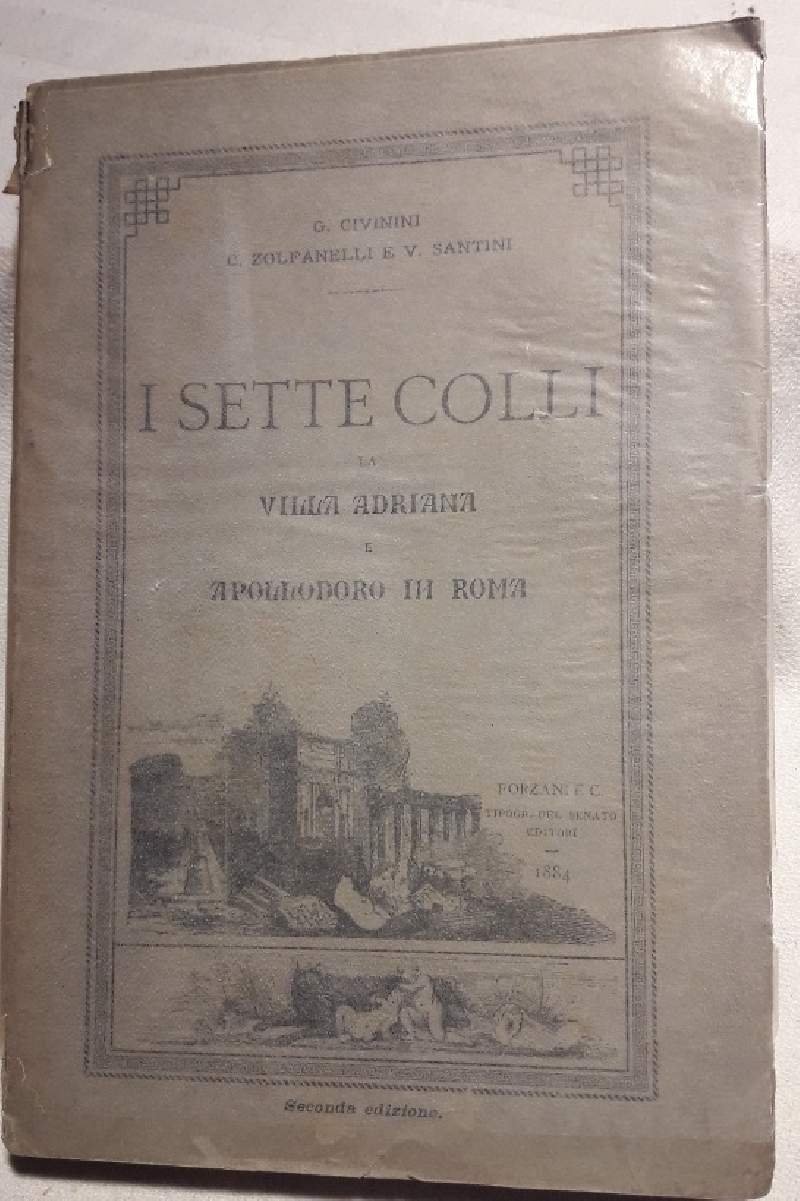 G. CIVININI
C. ZOLFANELLI E V. SANTINI
I SETTE COLLI
LA
VILLA ADRIANA
E
APOLLODORO IN ROMA
FORZANI E C.
TIPOGR. DEL SENATO
EDITORI
1884
Seconda edizione.